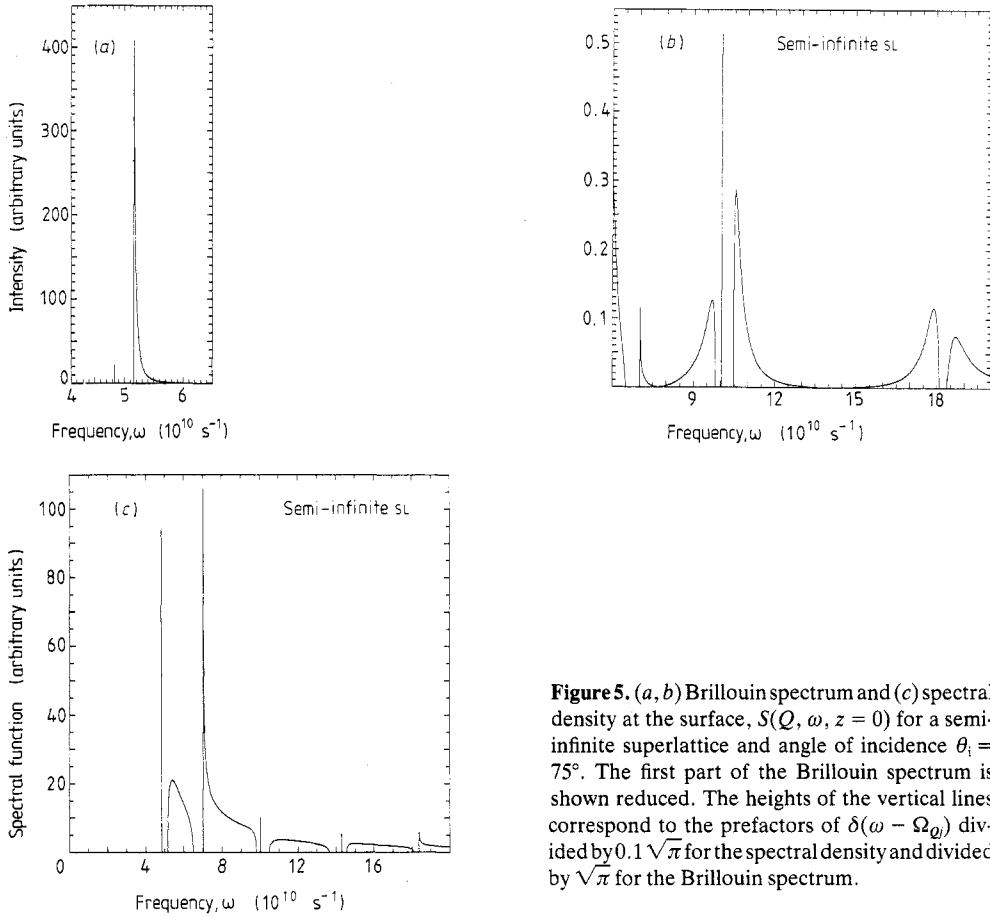 (a)
400
300
200
100
0
Intensity (arbitrary units)
4 5 6
Frequency, ω (10¹⁰ s⁻¹)
(b) Semi-infinite SL
0.5
0.4
0.3
0.2
0.1
9 12 15 18
Frequency, ω (10¹⁰ s⁻¹)
(c) Semi-infinite SL
100
80
60
40
20
Spectral function (arbitrary units)
0 4 8 12 16
Frequency, ω (10¹⁰ s⁻¹)
Figure 5. (a, b) Brillouin spectrum and (c) spectral
density at the surface, S(Q, ω, z = 0) for a semi-
infinite superlattice and angle of incidence θᵢ =
75°. The first part of the Brillouin spectrum is
shown reduced. The heights of the vertical lines
correspond to the prefactors of δ(ω − Ω_Qj) div-
ided by 0.1 √π for the spectral density and divided
by √π for the Brillouin spectrum.